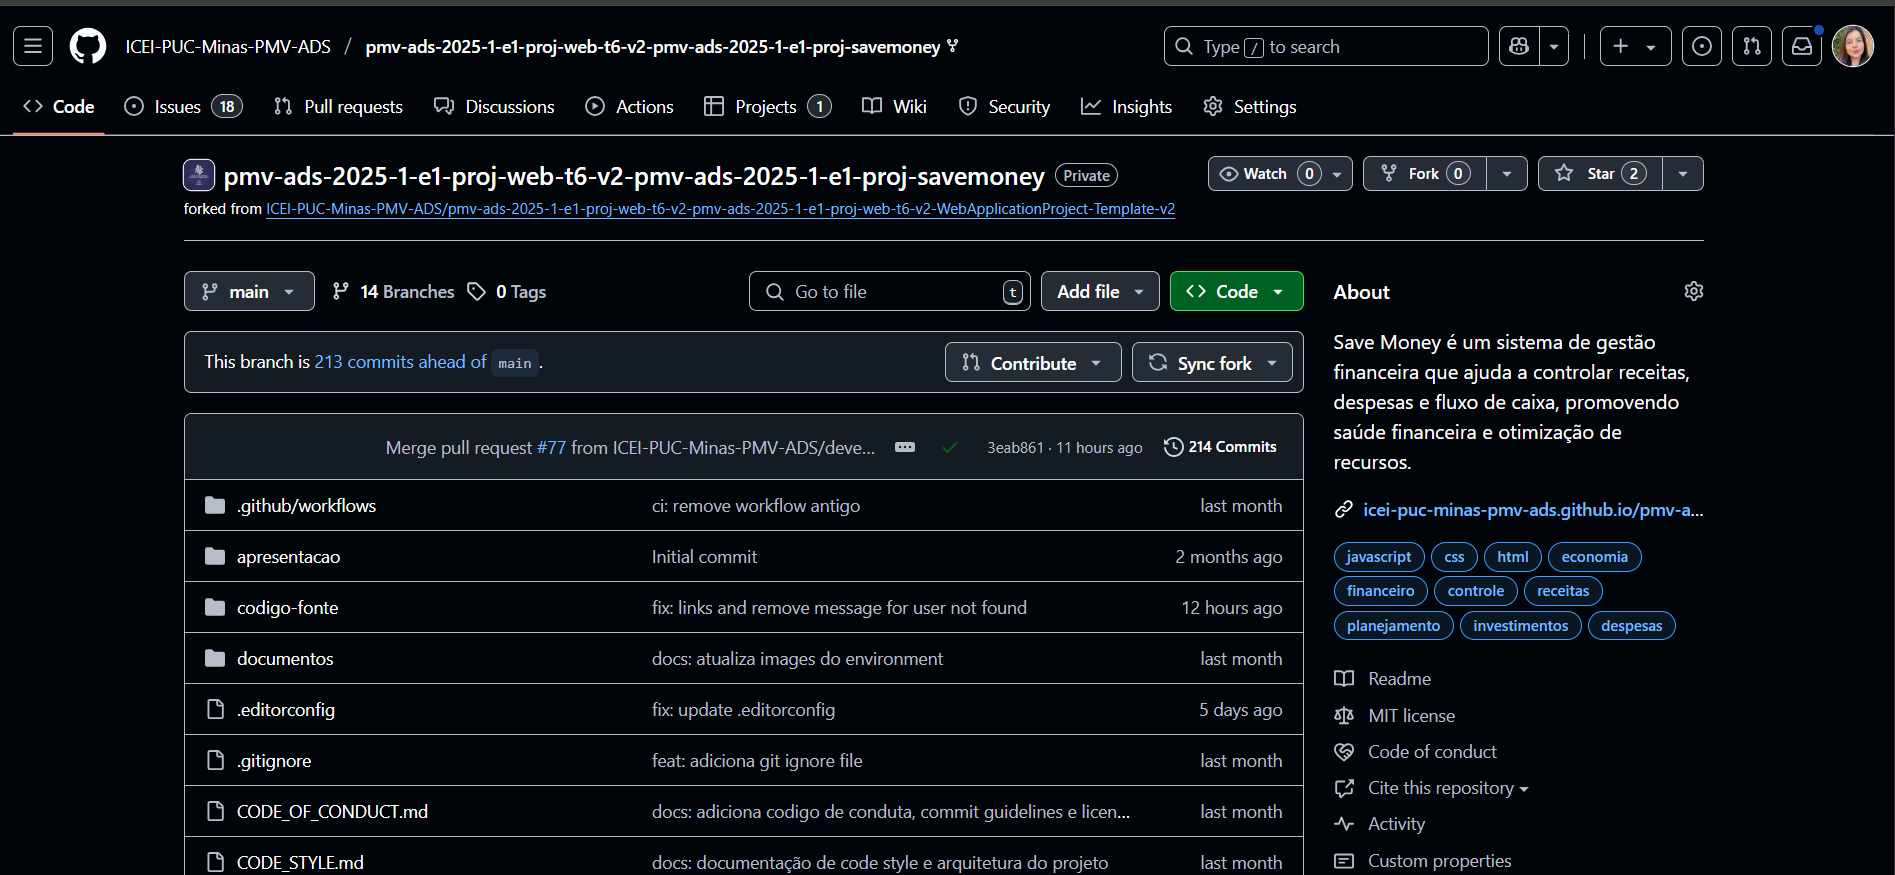 ICEI-PUC-Minas-PMV-ADS / pmv-ads-2025-1-e1-proj-web-t6-v2-pmv-ads-2025-1-e1-proj-savemoney
Type / to search
Code Issues 18 Pull requests Discussions Actions Projects 1 Wiki Security Insights Settings
pmv-ads-2025-1-e1-proj-web-t6-v2-pmv-ads-2025-1-e1-proj-savemoney Private
Watch 0 Fork 0 Star 2
forked from ICEI-PUC-Minas-PMV-ADS/pmv-ads-2025-1-e1-proj-web-t6-v2-pmv-ads-2025-1-e1-proj-web-t6-v2-WebApplicationProject-Template-v2
main 14 Branches 0 Tags
Go to file t Add file Code
This branch is 213 commits ahead of main .
Contribute Sync fork
Merge pull request #77 from ICEI-PUC-Minas-PMV-ADS/deve... 3eab861 · 11 hours ago 214 Commits
.github/workflows ci: remove workflow antigo last month
apresentacao Initial commit 2 months ago
codigo-fonte fix: links and remove message for user not found 12 hours ago
documentos docs: atualiza images do environment last month
.editorconfig fix: update .editorconfig 5 days ago
.gitignore feat: adiciona git ignore file last month
CODE_OF_CONDUCT.md docs: adiciona codigo de conduta, commit guidelines e licen... last month
CODE_STYLE.md docs: documentação de code style e arquitetura do projeto last month
About
Save Money é um sistema de gestão
financeira que ajuda a controlar receitas,
despesas e fluxo de caixa, promovendo
saúde financeira e otimização de
recursos.
icei-puc-minas-pmv-ads.github.io/pmv-a...
javascript css html economia
financeiro controle receitas
planejamento investimentos despesas
Readme
MIT license
Code of conduct
Cite this repository
Activity
Custom properties